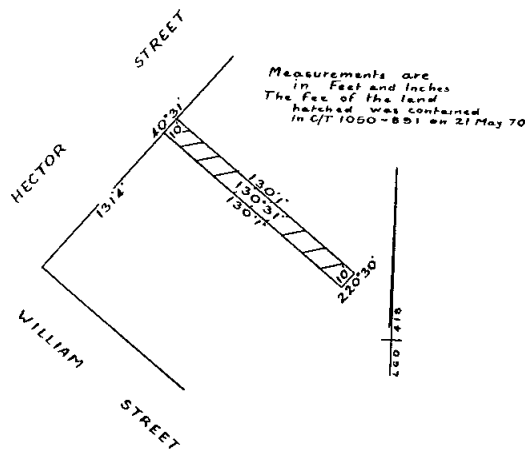 STREET
Measurements are
in Feet and Inches
The fee of the land
hatched was contained
in C/T 1050-891 on 21 May 70
40°31'
10'
HECTOR
131'4"
130'1"
130°31'
130'1"
10'
220°30'
WILLIAM
STREET